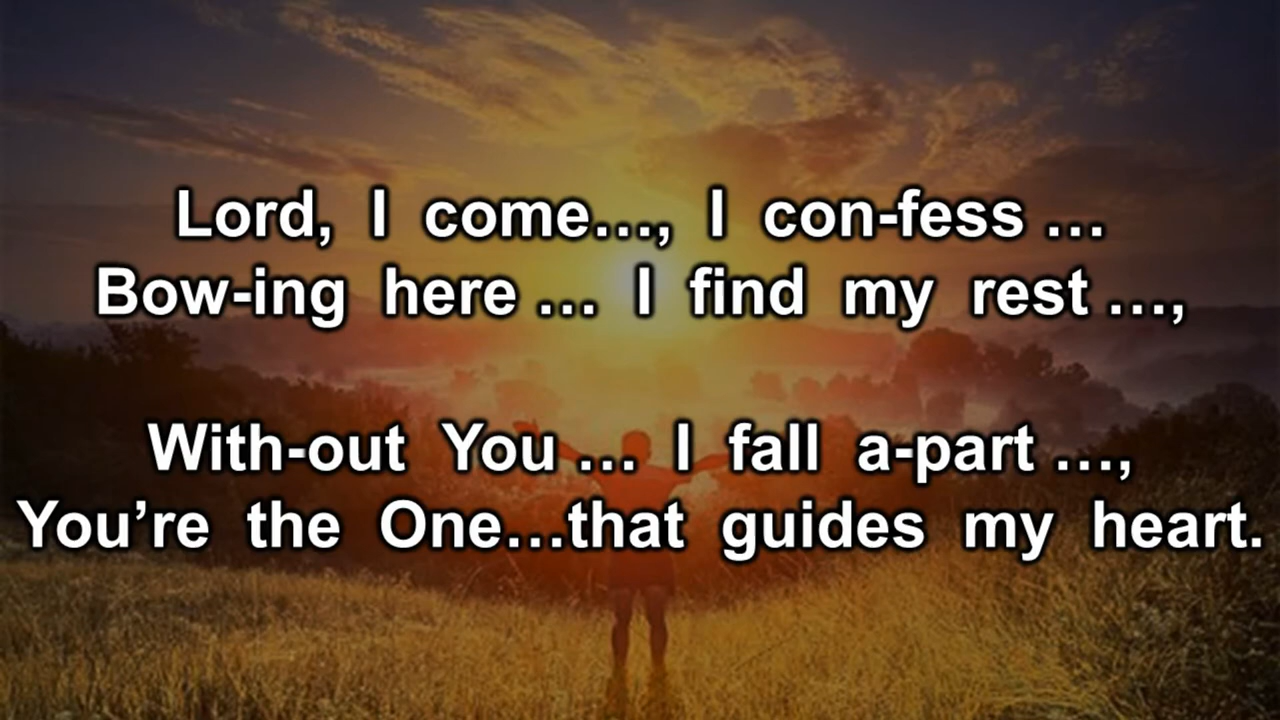 Lord, I come..., I con-fess ...
Bow-ing here ... I find my rest ...,
With-out You ... I fall a-part ...,
You’re the One...that guides my heart.